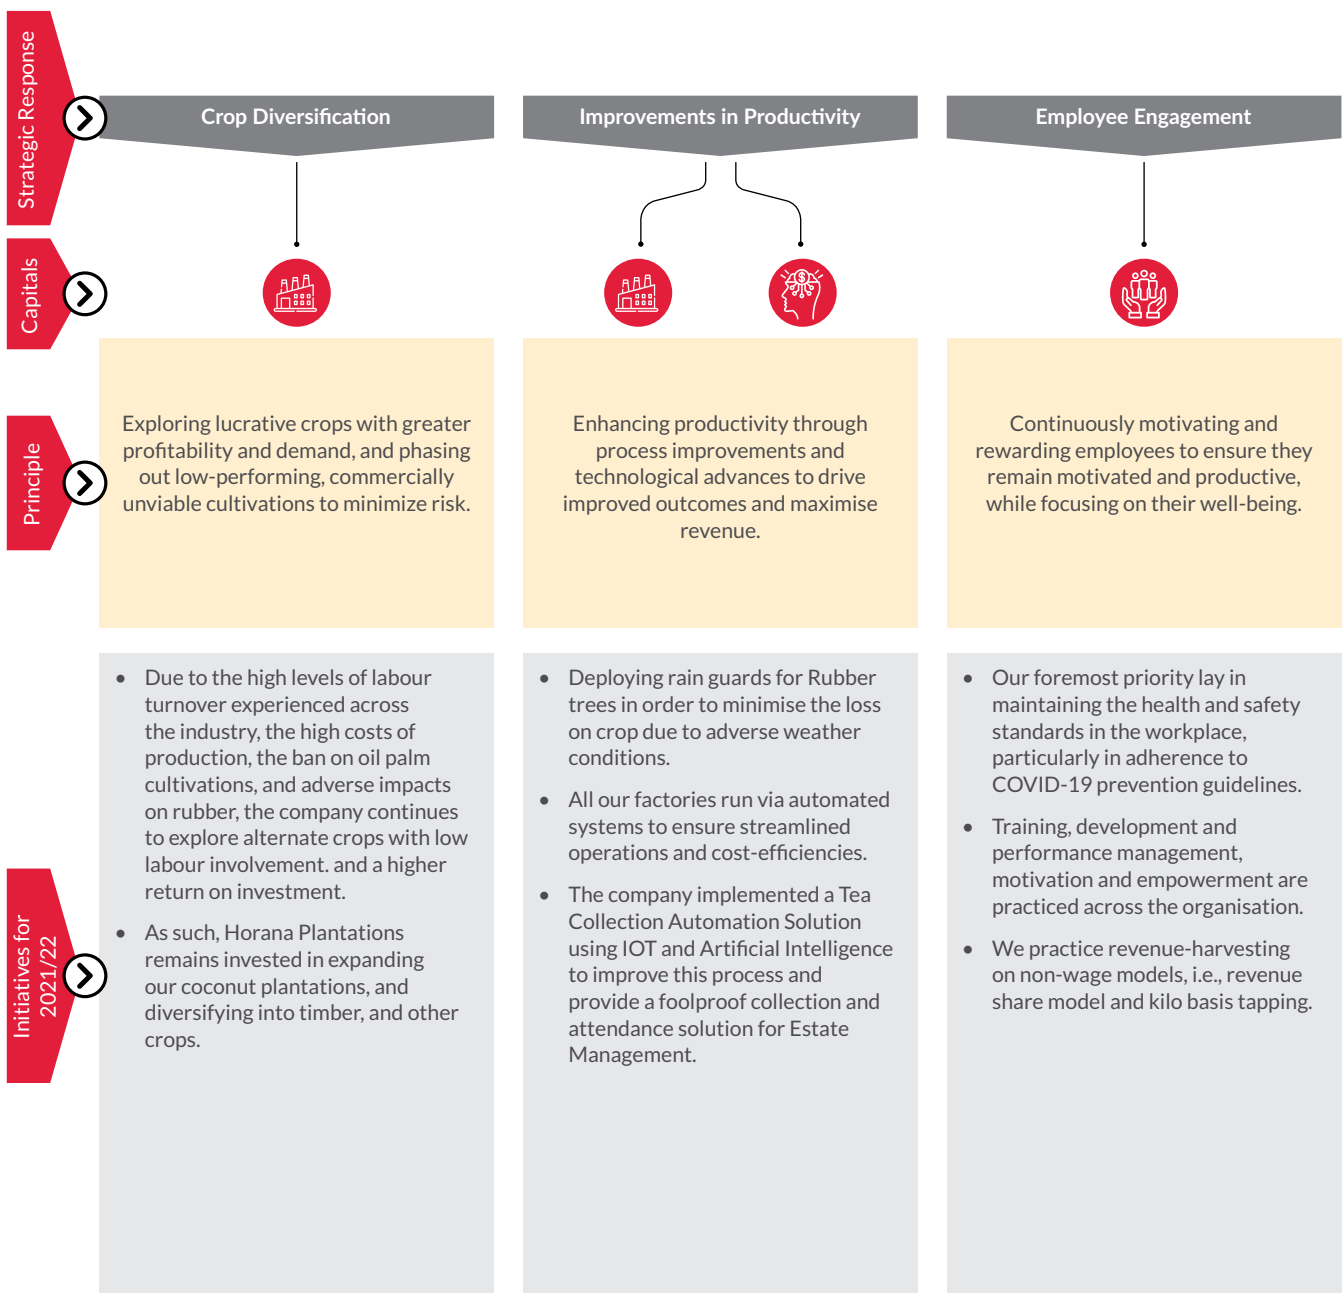 Strategic Response
Crop Diversification
Improvements in Productivity
Employee Engagement
Capitals
$
Principle
Exploring lucrative crops with greater
profitability and demand, and phasing
out low-performing, commercially
unviable cultivations to minimize risk.
Enhancing productivity through
process improvements and
technological advances to drive
improved outcomes and maximise
revenue.
Continuously motivating and
rewarding employees to ensure they
remain motivated and productive,
while focusing on their well-being.
Initiatives for
2021/22
• Due to the high levels of labour
turnover experienced across
the industry, the high costs of
production, the ban on oil palm
cultivations, and adverse impacts
on rubber, the company continues
to explore alternate crops with low
labour involvement. and a higher
return on investment.
• As such, Horana Plantations
remains invested in expanding
our coconut plantations, and
diversifying into timber, and other
crops.
• Deploying rain guards for Rubber
trees in order to minimise the loss
on crop due to adverse weather
conditions.
• All our factories run via automated
systems to ensure streamlined
operations and cost-efficiencies.
• The company implemented a Tea
Collection Automation Solution
using IOT and Artificial Intelligence
to improve this process and
provide a foolproof collection and
attendance solution for Estate
Management.
• Our foremost priority lay in
maintaining the health and safety
standards in the workplace,
particularly in adherence to
COVID-19 prevention guidelines.
• Training, development and
performance management,
motivation and empowerment are
practiced across the organisation.
• We practice revenue-harvesting
on non-wage models, i.e., revenue
share model and kilo basis tapping.